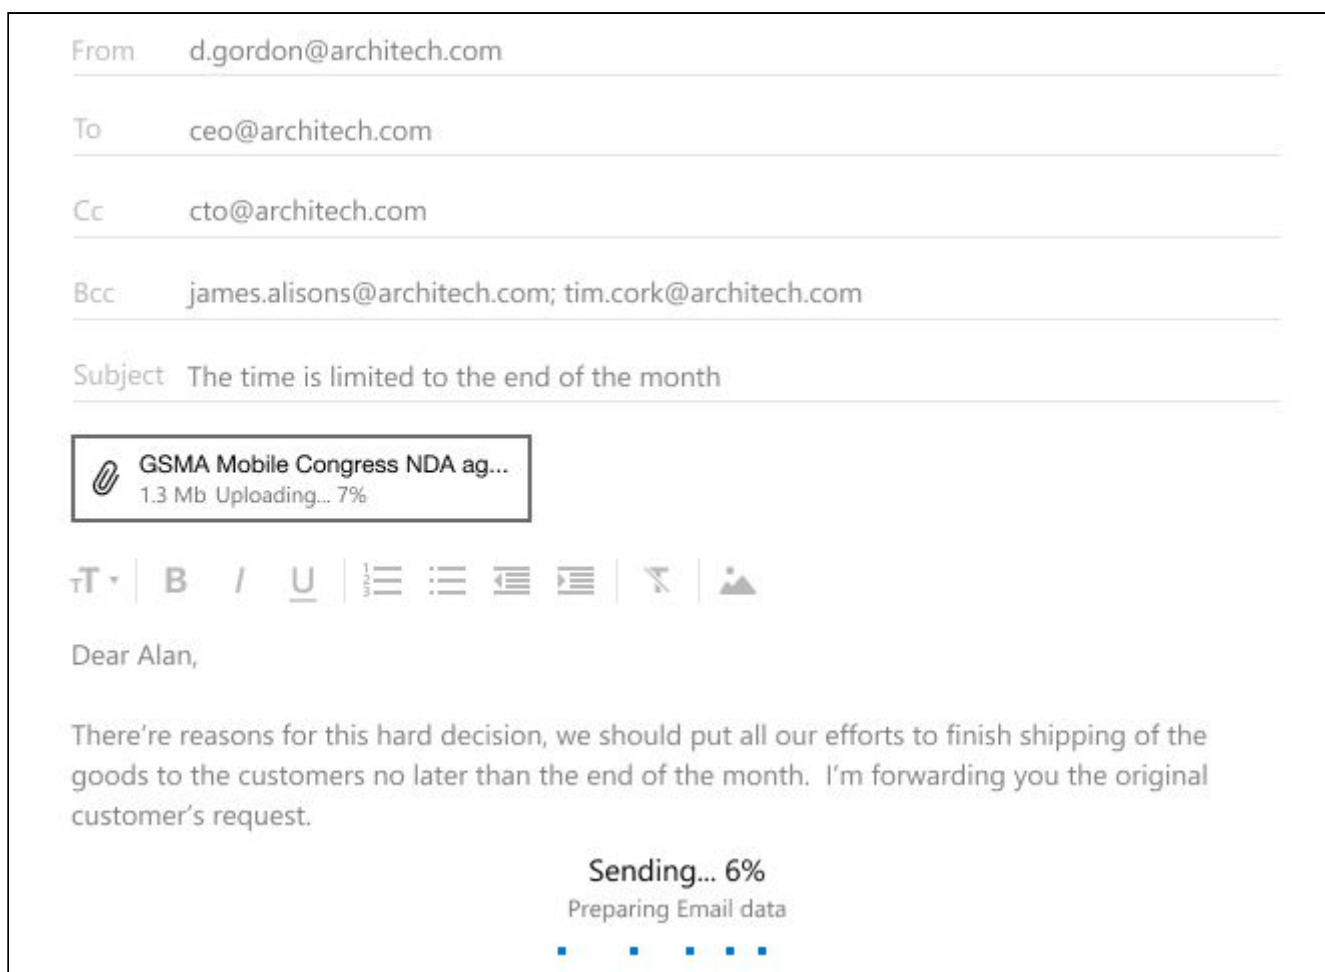 From d.gordon@architech.com
To ceo@architech.com
Cc cto@architech.com
Bcc james.alisons@architech.com; tim.cork@architech.com
Subject The time is limited to the end of the month
GSMA Mobile Congress NDA ag...
1.3 Mb Uploading... 7%
TT B I U 1 2 3 T
Dear Alan,
There're reasons for this hard decision, we should put all our efforts to finish shipping of the
goods to the customers no later than the end of the month.  I'm forwarding you the original
customer's request.
Sending... 6%
Preparing Email data